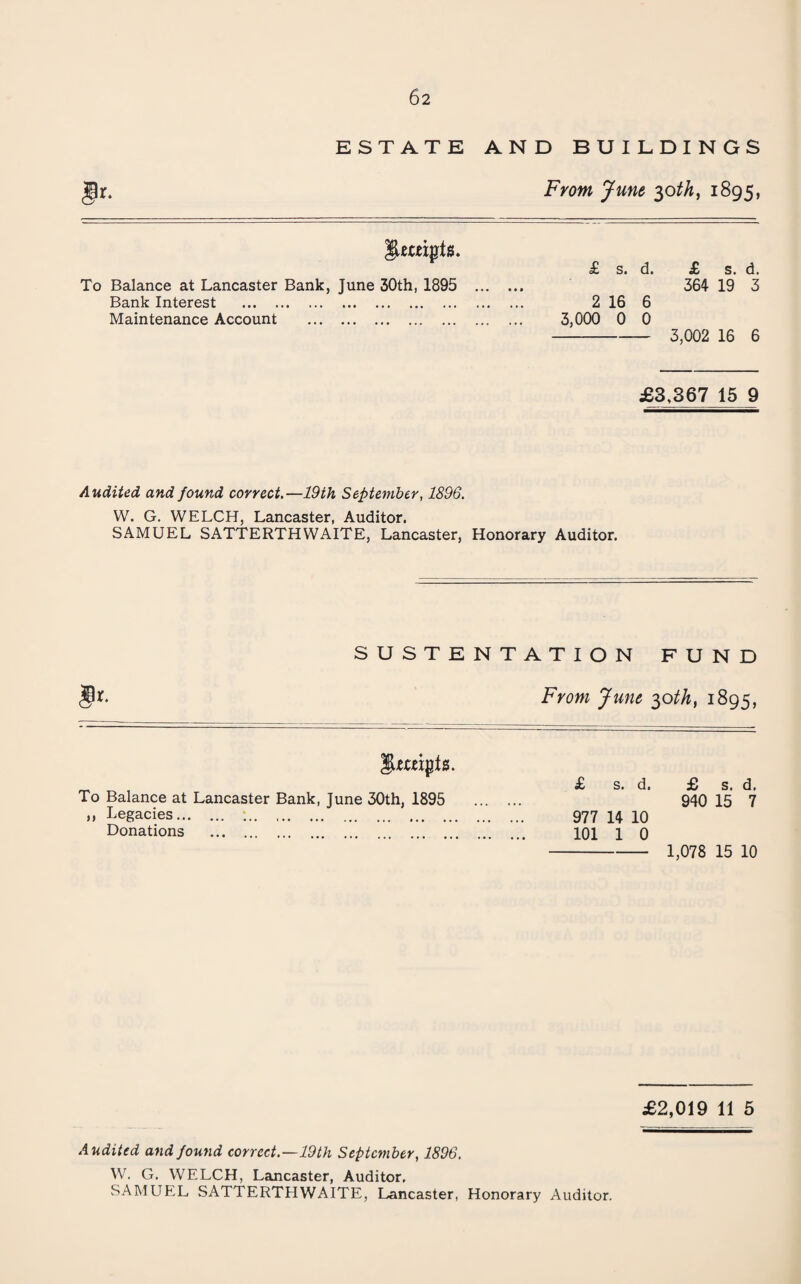 62
ESTATE AND BUILDINGS
Dr. From June 30th, 1895,
Receipts.
£ s. d. £ s. d.
To Balance at Lancaster Bank, June 30th, 1895 ... ... 364 19 3
Bank Interest ... ... ... ... ... ... ... ... ... 2 16 6
Maintenance Account ... ... ... ... ... ... ... 3,000 0 0
3,002 16 6
£3,367 15 9
Audited and found correct.—19th September, 1896.
W. G. WELCH, Lancaster, Auditor.
SAMUEL SATTERTHWAITE, Lancaster, Honorary Auditor.
SUSTENTATION FUND
Dr. From June 30th, 1895,
Receipts.
£ s. d. £ s. d.
To Balance at Lancaster Bank, June 30th, 1895 ... ... 940 15 7
,, Legacies... ... ... ... ... ... ... ... ... ... ... 977 14 10
Donations ... ... ... ... ... ... ... ... ... ... 101 1 0
1,078 15 10
£2,019 11 5
Audited and found correct.—19th September, 1896.
W. G. WELCH, Lancaster, Auditor.
SAMUEL SATTERTHWAITE, Lancaster, Honorary Auditor.